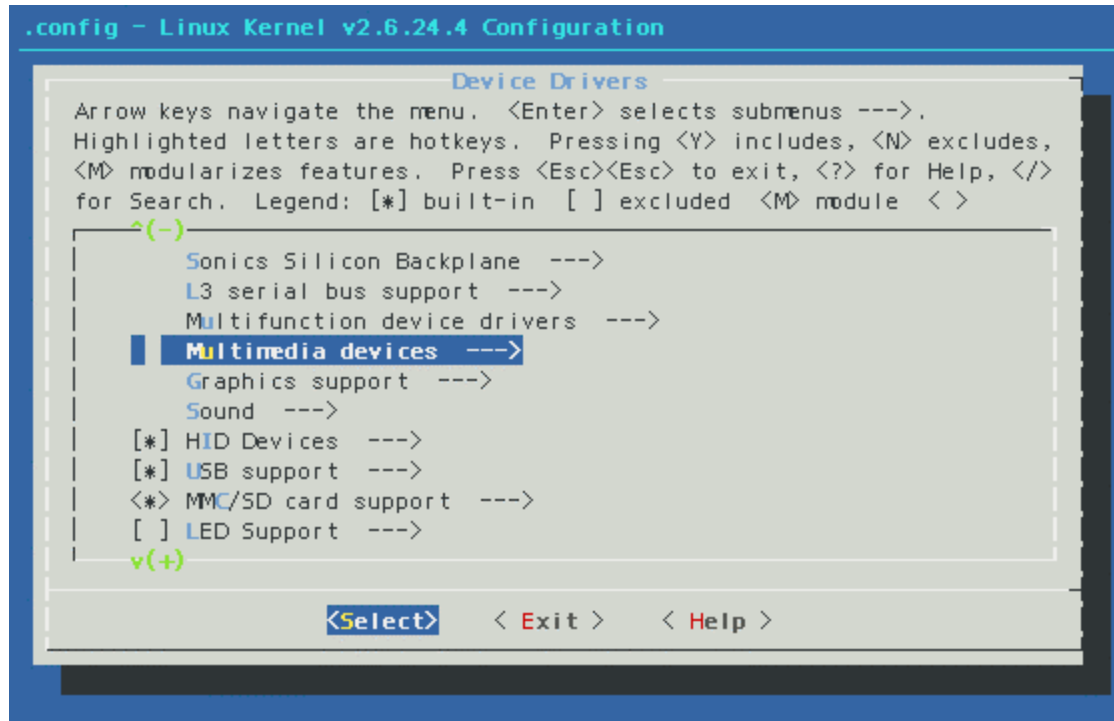 .config - Linux Kernel v2.6.24.4 Configuration
Device Drivers
Arrow keys navigate the menu.  <Enter> selects submenus --->.
Highlighted letters are hotkeys.  Pressing <Y> includes, <N> excludes,
<M> modularizes features.  Press <Esc><Esc> to exit, <?> for Help, </>
for Search.  Legend: [*] built-in  [ ] excluded  <M> module  < >
^(-)
Sonics Silicon Backplane  --->
L3 serial bus support  --->
Multifunction device drivers  --->
Multimedia devices  --->
Graphics support  --->
Sound  --->
[*] HID Devices  --->
[*] USB support  --->
<*> MMC/SD card support  --->
[ ] LED Support  --->
v(+)
<Select>    < Exit >    < Help >